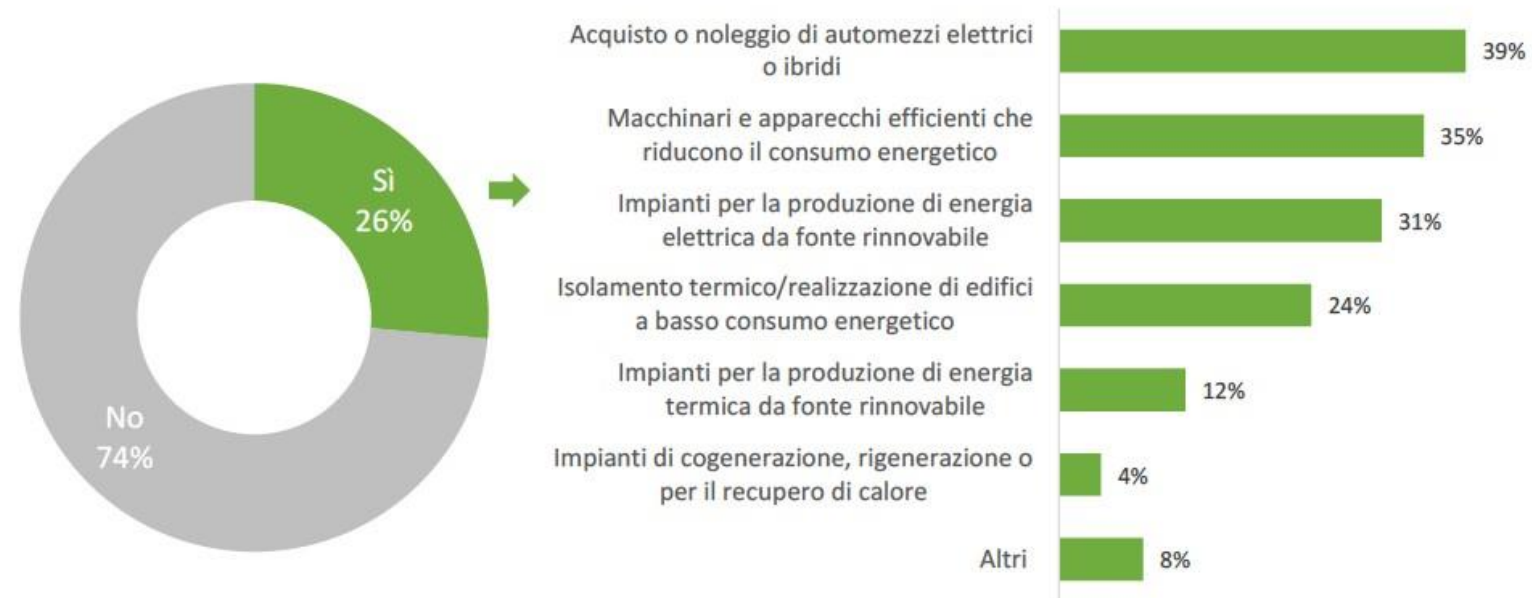 Sì
26%
No
74%
Acquisto o noleggio di automezzi elettrici
o ibridi
39%
Macchinari e apparecchi efficienti che
riducono il consumo energetico
35%
Impianti per la produzione di energia
elettrica da fonte rinnovabile
31%
Isolamento termico/realizzazione di edifici
a basso consumo energetico
24%
Impianti per la produzione di energia
termica da fonte rinnovabile
12%
Impianti di cogenerazione, rigenerazione o
per il recupero di calore
4%
Altri
8%